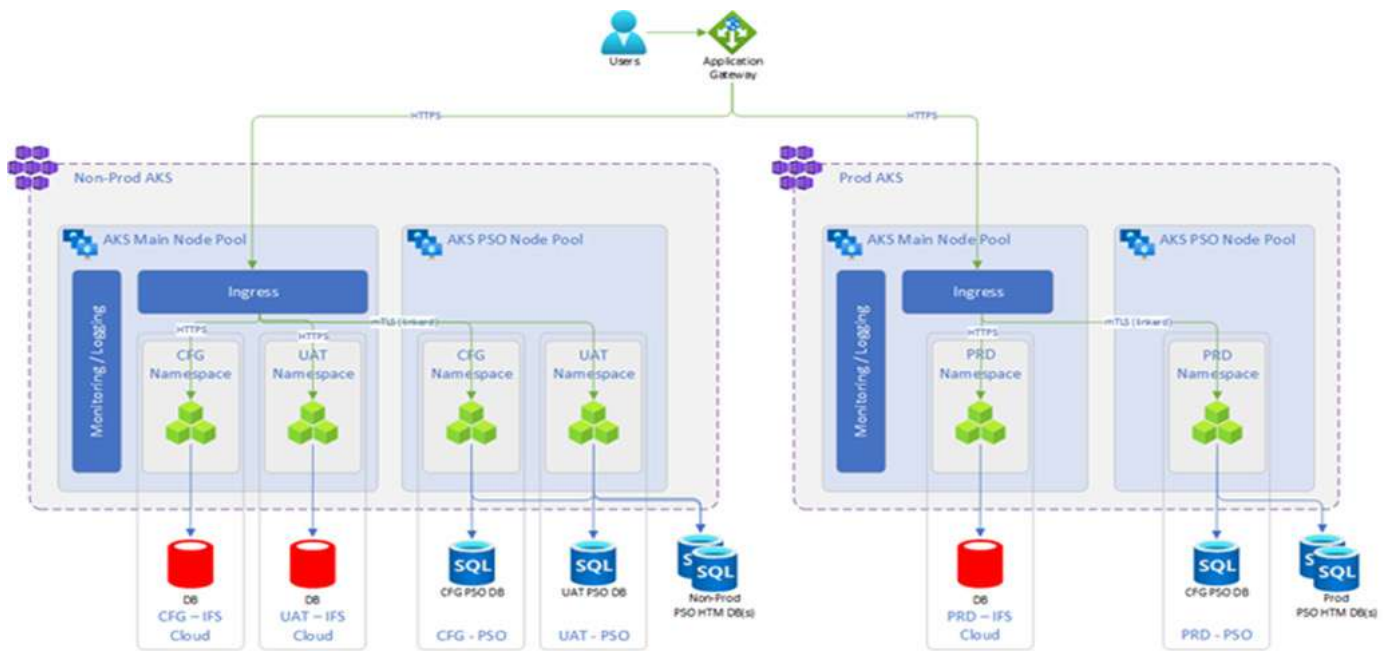 Users
Application
Gateway
HTTPS
HTTPS
Non-Prod AKS
Prod AKS
AKS Main Node Pool
AKS PSO Node Pool
AKS Main Node Pool
AKS PSO Node Pool
Monitoring / Logging
Ingress
Monitoring / Logging
Ingress
HTTPS
HTTPS
mTLS (linkerd)
HTTPS
mTLS (linkerd)
CFG
Namespace
UAT
Namespace
CFG
Namespace
UAT
Namespace
PRD
Namespace
PRD
Namespace
DB
CFG – IFS
Cloud
DB
UAT – IFS
Cloud
SQL
CFG PSO DB
CFG - PSO
SQL
UAT PSO DB
UAT - PSO
S
SQL
Non-Prod
PSO HTM DB(s)
DB
PRD – IFS
Cloud
SQL
CFG PSO DB
PRD - PSO
S
SQL
Prod
PSO HTM DB(s)